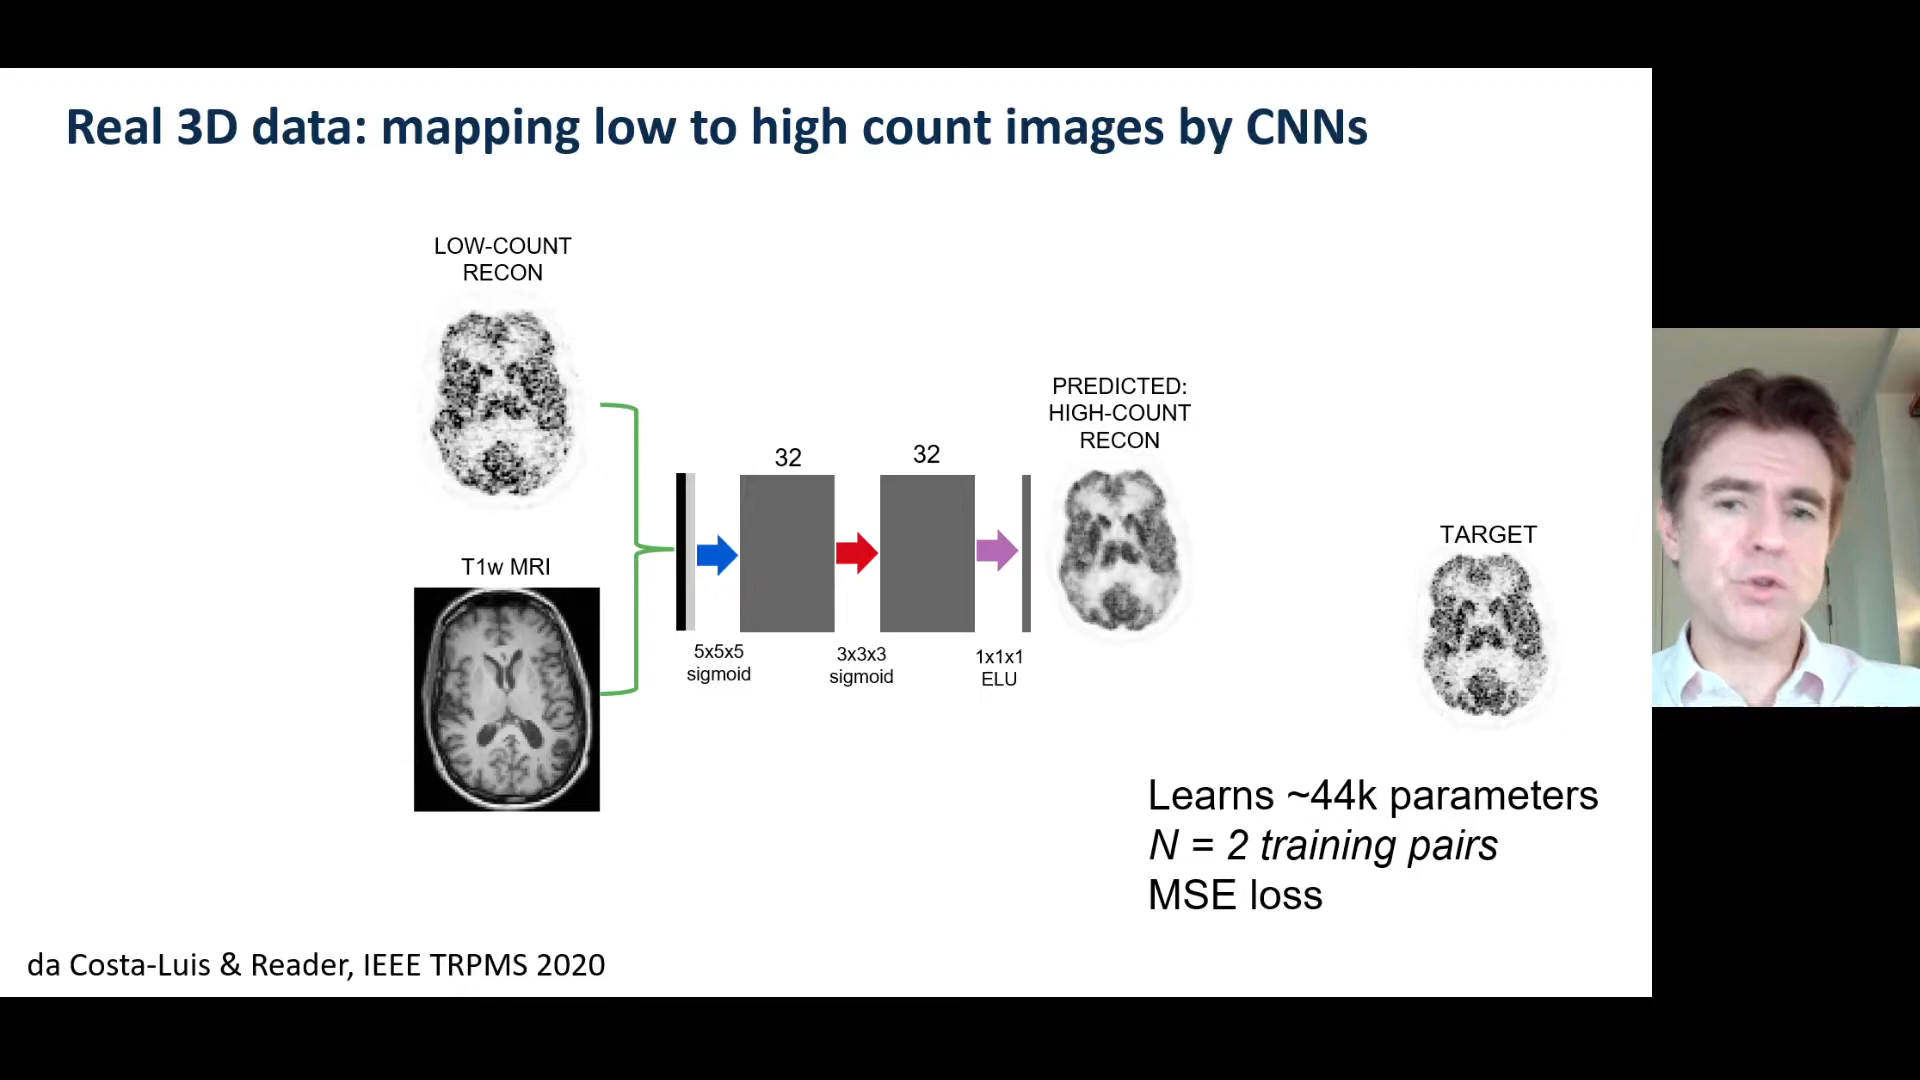 Real 3D data: mapping low to high count images by CNNs
LOW-COUNT
RECON
T1w MRI
32
32
5x5x5
sigmoid
3x3x3
sigmoid
1x1x1
ELU
PREDICTED:
HIGH-COUNT
RECON
TARGET
Learns ~44k parameters
N = 2 training pairs
MSE loss
da Costa-Luis & Reader, IEEE TRPMS 2020